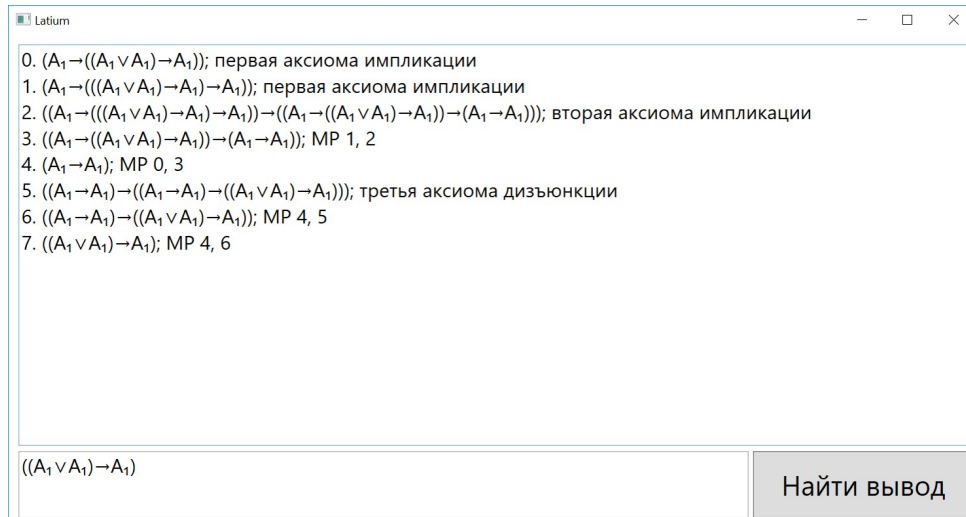 Latium
0. (A₁→((A₁∨A₁)→A₁)); первая аксиома импликации
1. (A₁→(((A₁∨A₁)→A₁)→A₁)); первая аксиома импликации
2. ((A₁→(((A₁∨A₁)→A₁)→A₁))→((A₁→((A₁∨A₁)→A₁))→(A₁→A₁))); вторая аксиома импликации
3. ((A₁→((A₁∨A₁)→A₁))→(A₁→A₁)); MP 1, 2
4. (A₁→A₁); MP 0, 3
5. ((A₁→A₁)→((A₁→A₁)→((A₁∨A₁)→A₁))); третья аксиома дизъюнкции
6. ((A₁→A₁)→((A₁∨A₁)→A₁)); MP 4, 5
7. ((A₁∨A₁)→A₁); MP 4, 6
((A₁∨A₁)→A₁)
Найти вывод